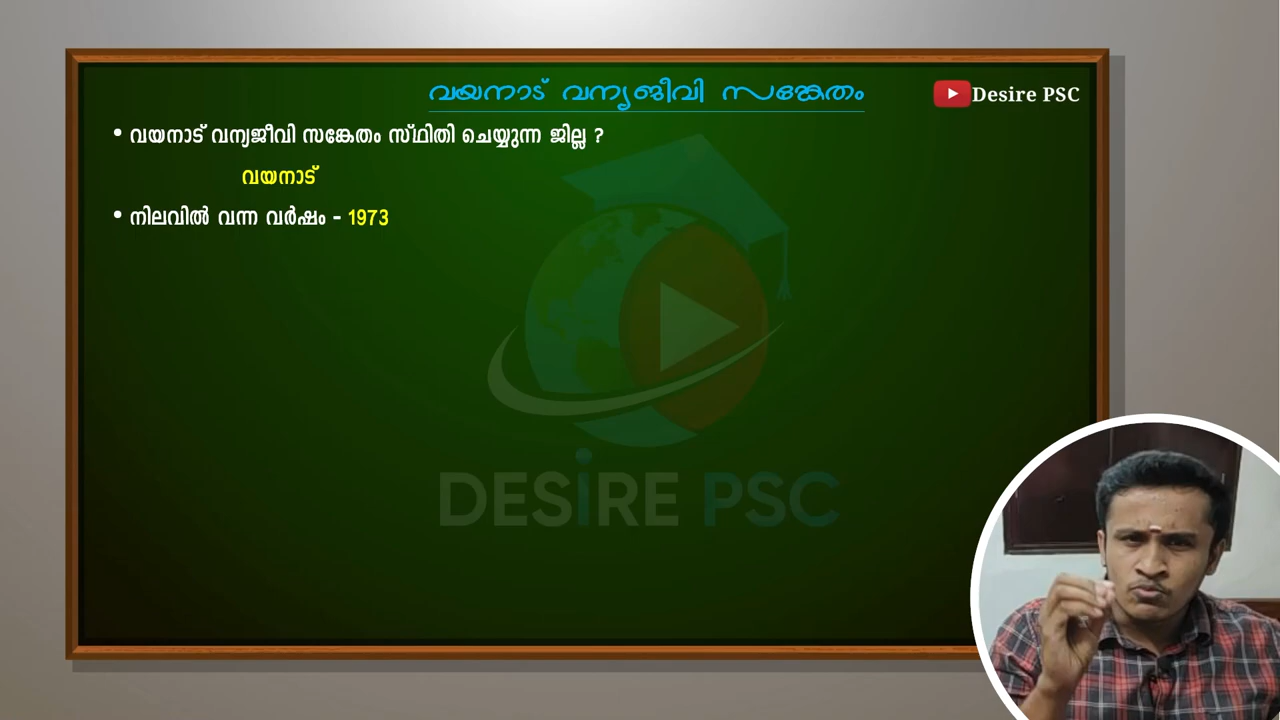 വയനാട് വന്യജീവി സങ്കേതം
Desire PSC
• വയനാട് വന്യജീവി സങ്കേതം സ്ഥിതി ചെയ്യുന്ന ജില്ല ?
വയനാട്
• നിലവിൽ വന്ന വർഷം - 1973
DESiRE PSC